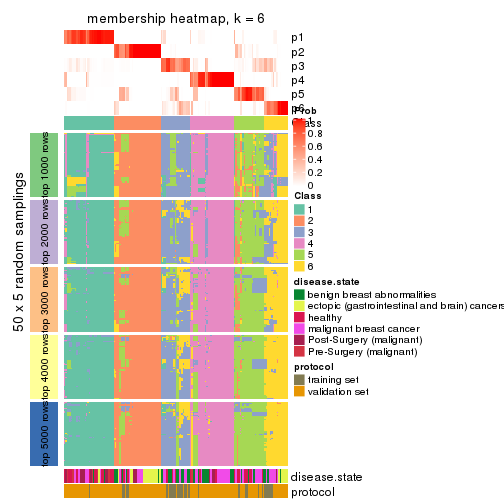 membership heatmap, k = 6
p1
p2
p3
p4
p5
p6
Prob
Class
0.8
0.6
0.4
0.2
0
Class
1
2
3
4
5
6
disease.state
benign breast abnormalities
ectopic (gastrointestinal and brain) cancers
healthy
malignant breast cancer
Post-Surgery (malignant)
Pre-Surgery (malignant)
protocol
training set
validation set
50 x 5 random samplings
top 1000 rows
top 2000 rows
top 3000 rows
top 4000 rows
top 5000 rows
disease.state
protocol